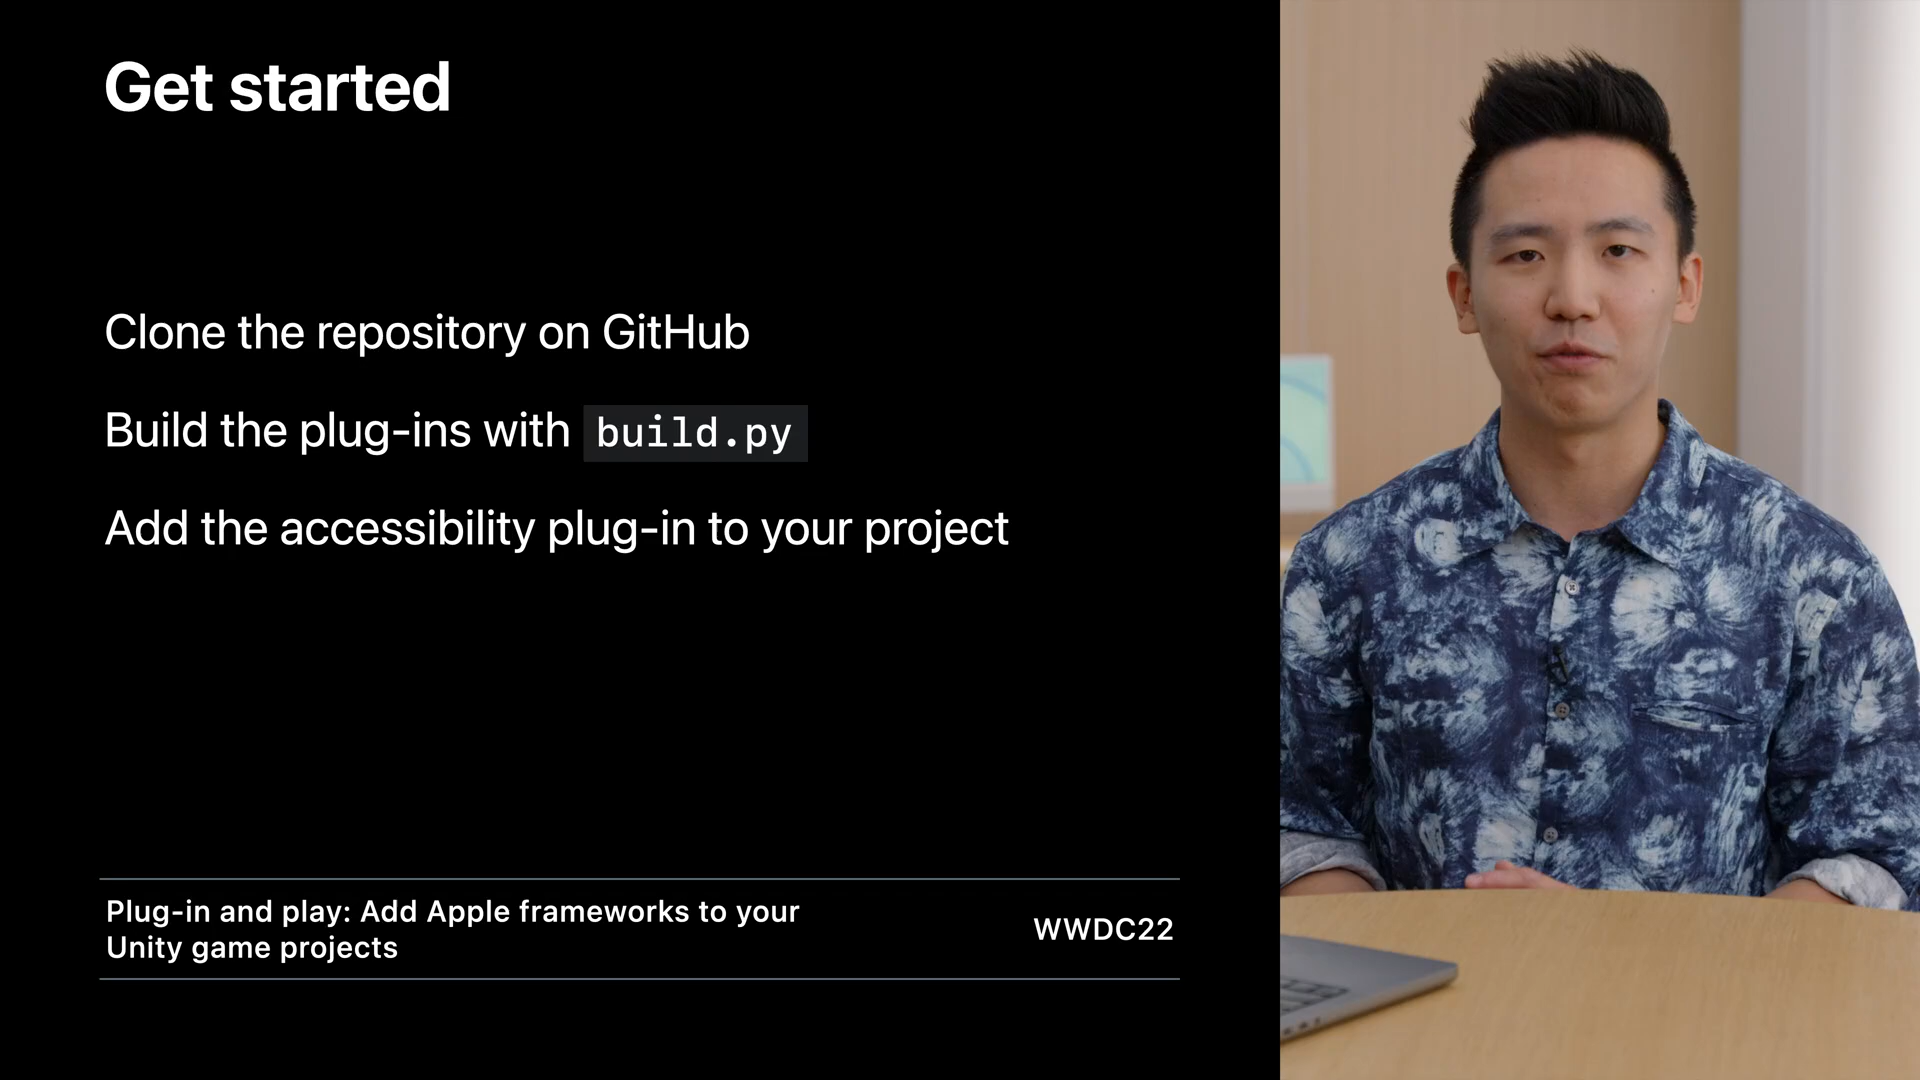 Get started
Clone the repository on GitHub
Build the plug-ins with build.py
Add the accessibility plug-in to your project
Plug-in and play: Add Apple frameworks to your
Unity game projects
WWDC22